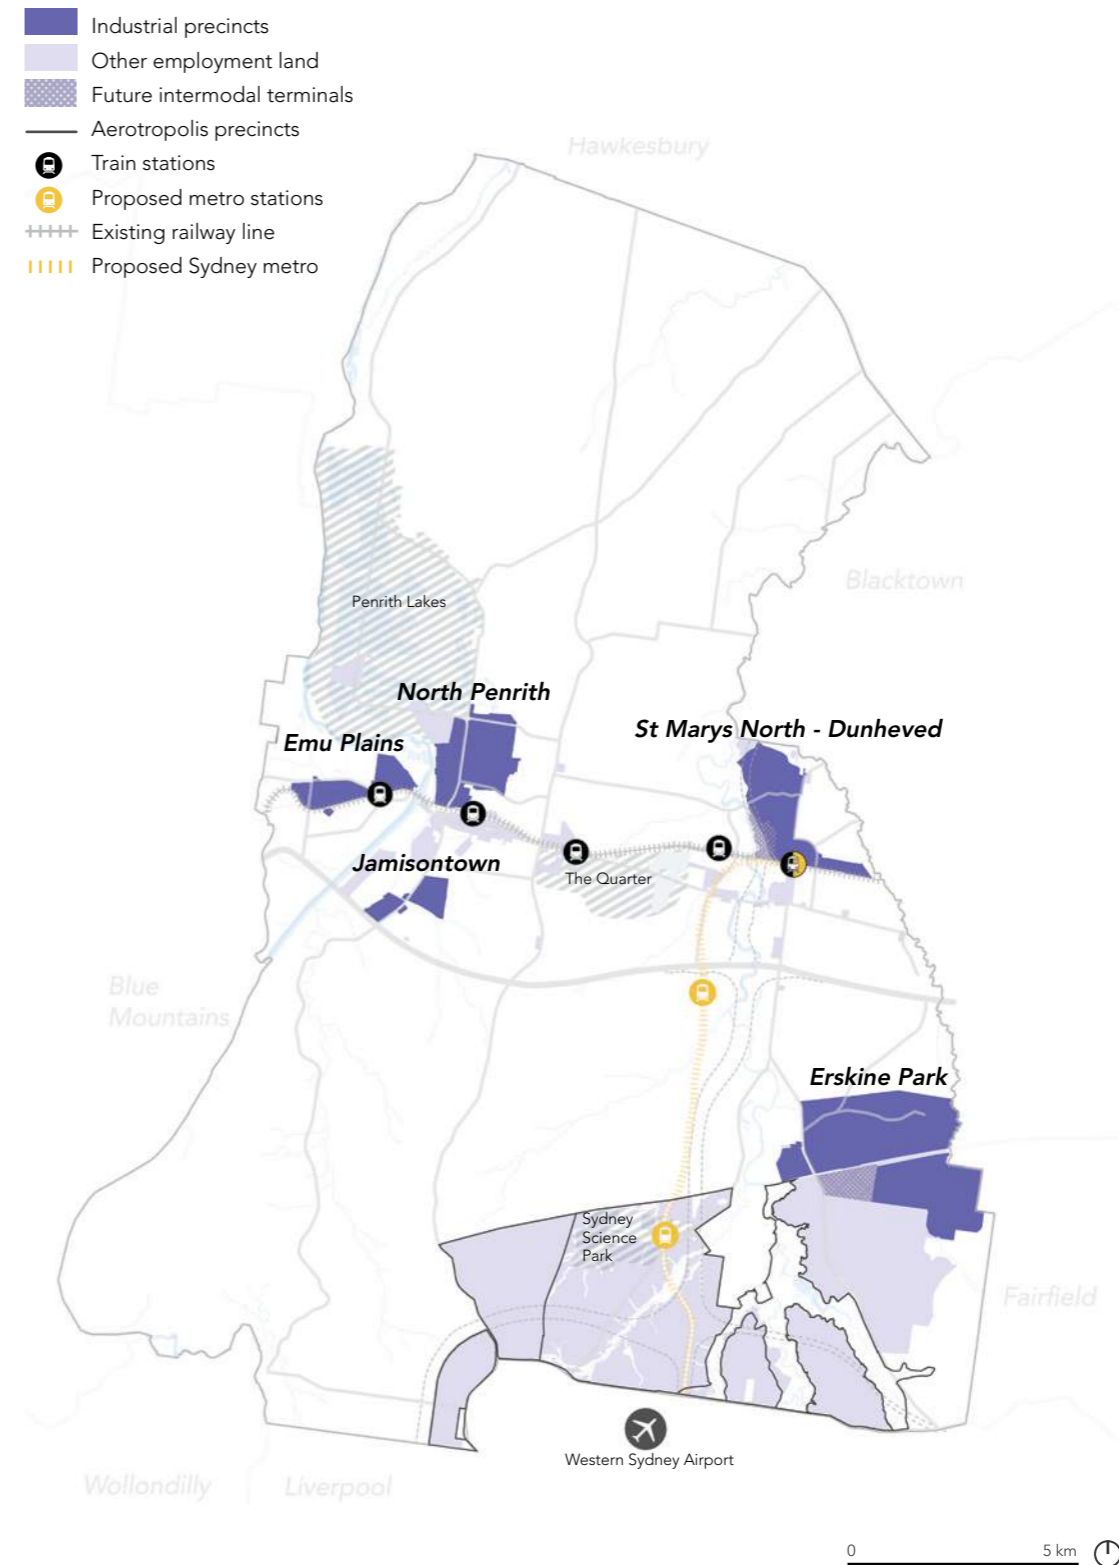 Industrial precincts
Other employment land
Future intermodal terminals
Aerotropolis precincts
Train stations
Proposed metro stations
Existing railway line
Proposed Sydney metro
Hawkesbury
Blacktown
Penrith Lakes
North Penrith
St Marys North - Dunheved
Emu Plains
Jamisontown
The Quarter
Blue
Mountains
Erskine Park
Sydney
Science
Park
Fairfield
Western Sydney Airport
Wollondilly
Liverpool
0 5 km